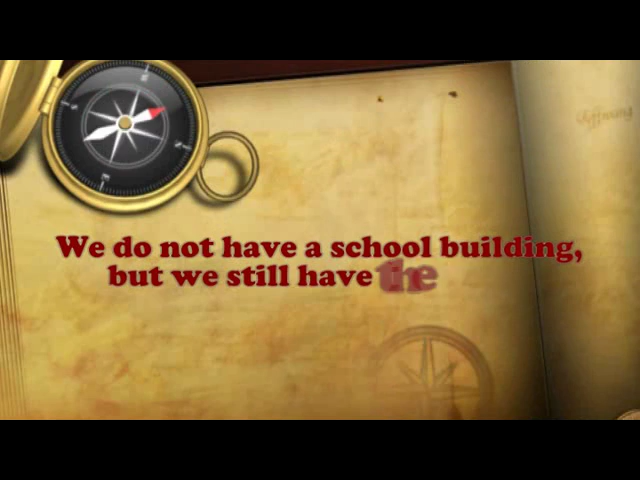 We do not have a school building,
but we still have the